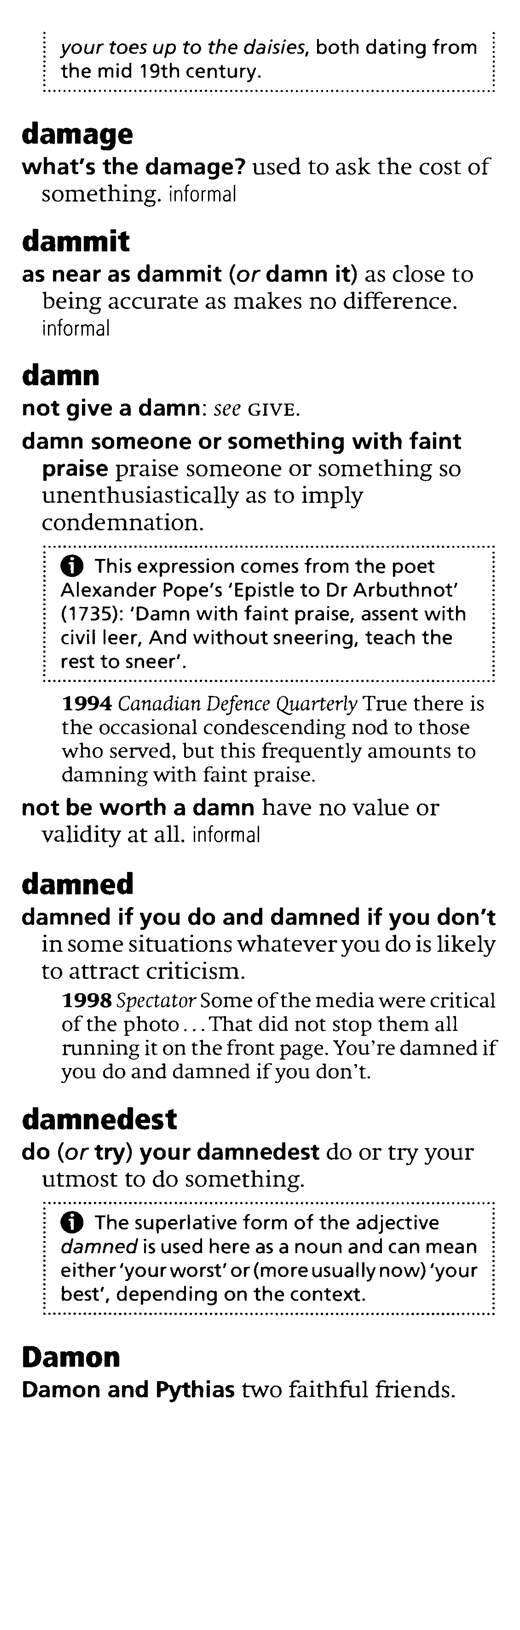 your toes up to the daisies, both dating from
the mid 19th century.
damage
what's the damage? used to ask the cost of
something. informal
dammit
as near as dammit (or damn it) as close to
being accurate as makes no difference.
informal
damn
not give a damn: see GIVE.
damn someone or something with faint
praise praise someone or something so
unenthusiastically as to imply
condemnation.
This expression comes from the poet
Alexander Pope's 'Epistle to Dr Arbuthnot'
(1735): 'Damn with faint praise, assent with
civil leer, And without sneering, teach the
rest to sneer'.
1994 Canadian Defence Quarterly True there is
the occasional condescending nod to those
who served, but this frequently amounts to
damning with faint praise.
not be worth a damn have no value or
validity at all. informal
damned
damned if you do and damned if you don't
in some situations whatever you do is likely
to attract criticism.
1998 Spectator Some of the media were critical
of the photo...That did not stop them all
running it on the front page. You're damned if
you do and damned if you don't.
damnedest
do (or try) your damnedest do or try your
utmost to do something.
The superlative form of the adjective
damned is used here as a noun and can mean
either 'your worst' or (more usually now) 'your
best', depending on the context.
Damon
Damon and Pythias two faithful friends.